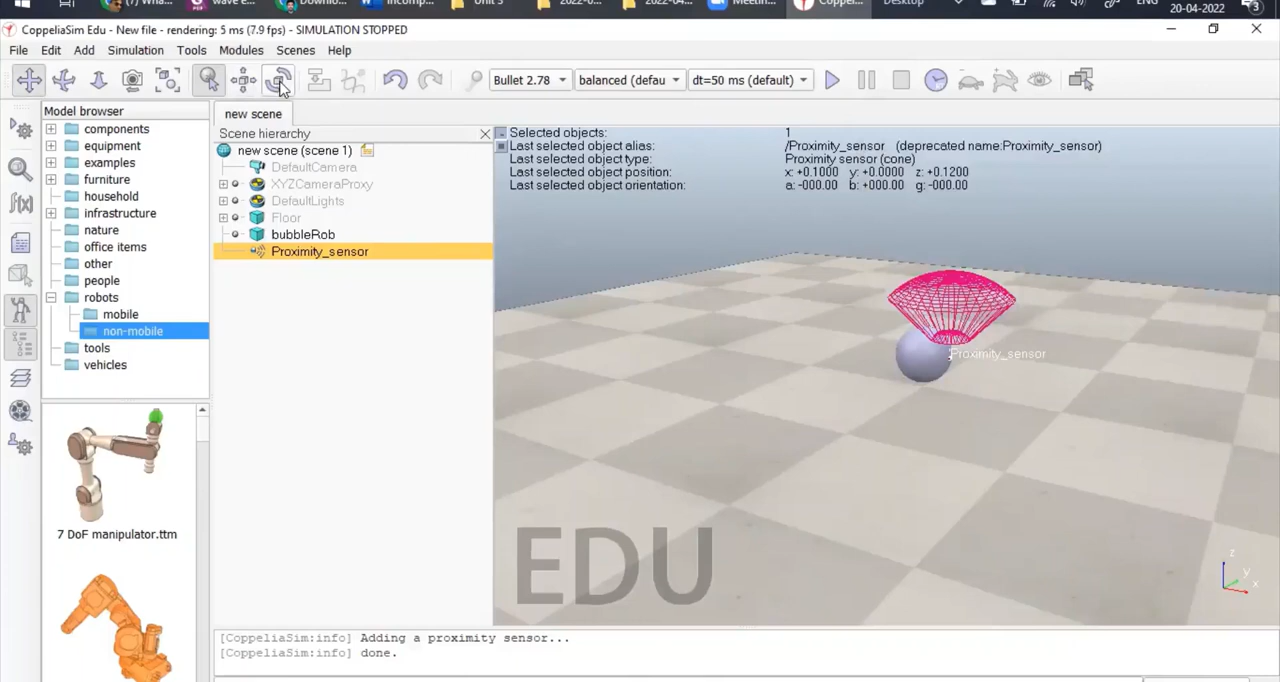 Unit 5
ENG
20-04-2022
3
CoppeliaSim Edu - New file - rendering: 5 ms (7.9 fps) - SIMULATION STOPPED
File Edit Add Simulation Tools Modules Scenes Help
Bullet 2.78 balanced (defau dt=50 ms (default)
Model browser
components
equipment
examples
furniture
household
infrastructure
nature
office items
other
people
robots
mobile
non-mobile
tools
vehicles
7 DoF manipulator.ttm
new scene
Scene hierarchy
new scene (scene 1)
DefaultCamera
XYZCameraProxy
DefaultLights
Floor
bubbleRob
Proximity_sensor
Selected objects: 1
Last selected object alias: /Proximity_sensor (deprecated name:Proximity_sensor)
Last selected object type: Proximity sensor (cone)
Last selected object position: x: +0.1000 y: +0.0000 z: +0.1200
Last selected object orientation: a: -000.00 b: +000.00 g: -000.00
Proximity_sensor
EDU
z
y
x
[CoppeliaSim:info] Adding a proximity sensor...
[CoppeliaSim:info] done.